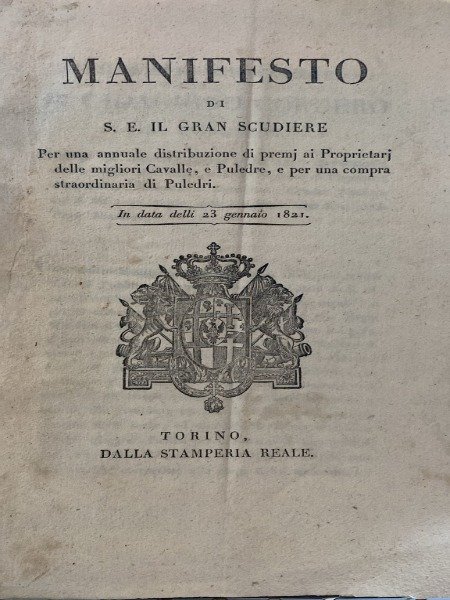 MANIFESTO
DI
S. E. IL GRAN SCUDIERE
Per una annuale distribuzione di premj ai Proprietarj
delle migliori Cavalle, e Puledre, e per una compra
straordinaria di Puledri.
In data delli 23 gennaio 1821.
TORINO,
DALLA STAMPERIA REALE.